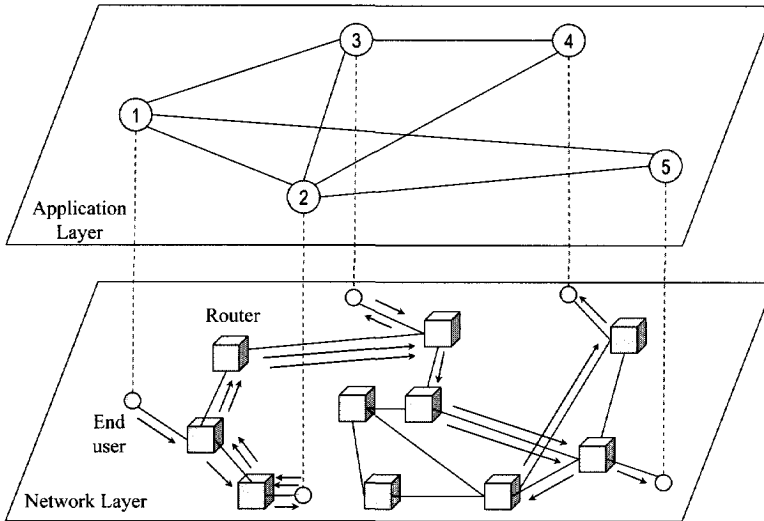 3
4
1
2
5
Application
Layer
Router
End
user
Network Layer